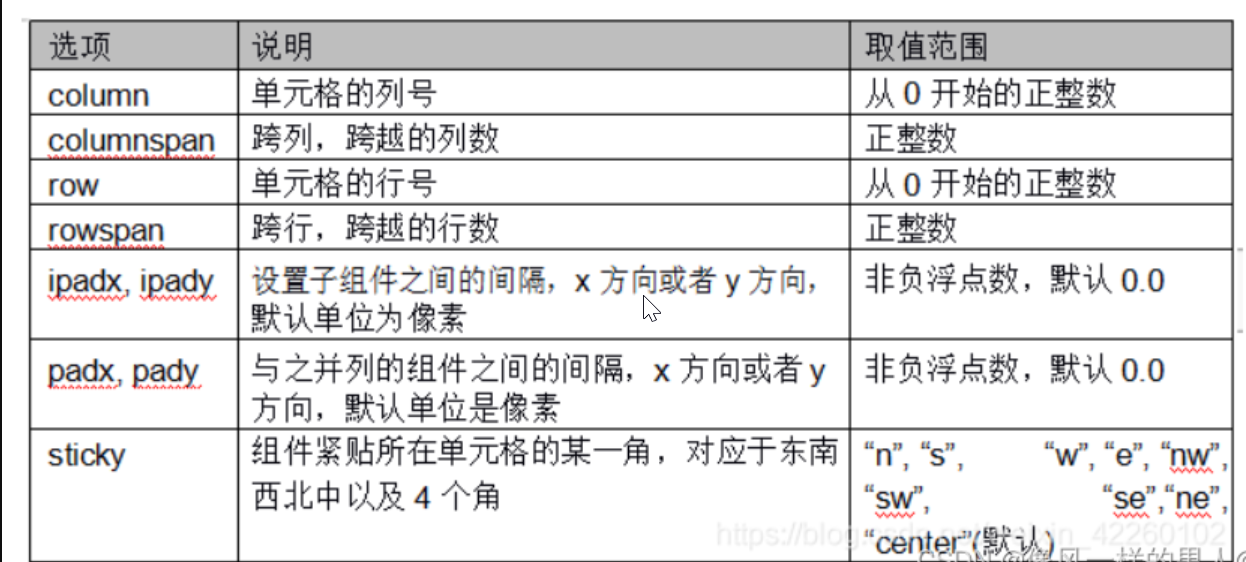 选项 说明 取值范围
column 单元格的列号 从 0 开始的正整数
columnspan 跨列，跨越的列数 正整数
row 单元格的行号 从 0 开始的正整数
rowspan 跨行，跨越的行数 正整数
ipadx, ipady 设置子组件之间的间隔，x 方向或者 y 方向， 非负浮点数，默认 0.0
默认单位为像素
padx, pady 与之并列的组件之间的间隔，x 方向或者 y 非负浮点数，默认 0.0
方向，默认单位是像素
sticky 组件紧贴所在单元格的某一角，对应于东南 “n”, “s”, “w”, “e”, “nw”,
西北中以及 4 个角 “sw”, “se”,“ne”,
“center”(默认)
https://blog.csdn.net/ 42260102
CSDN @像风一样的男人@